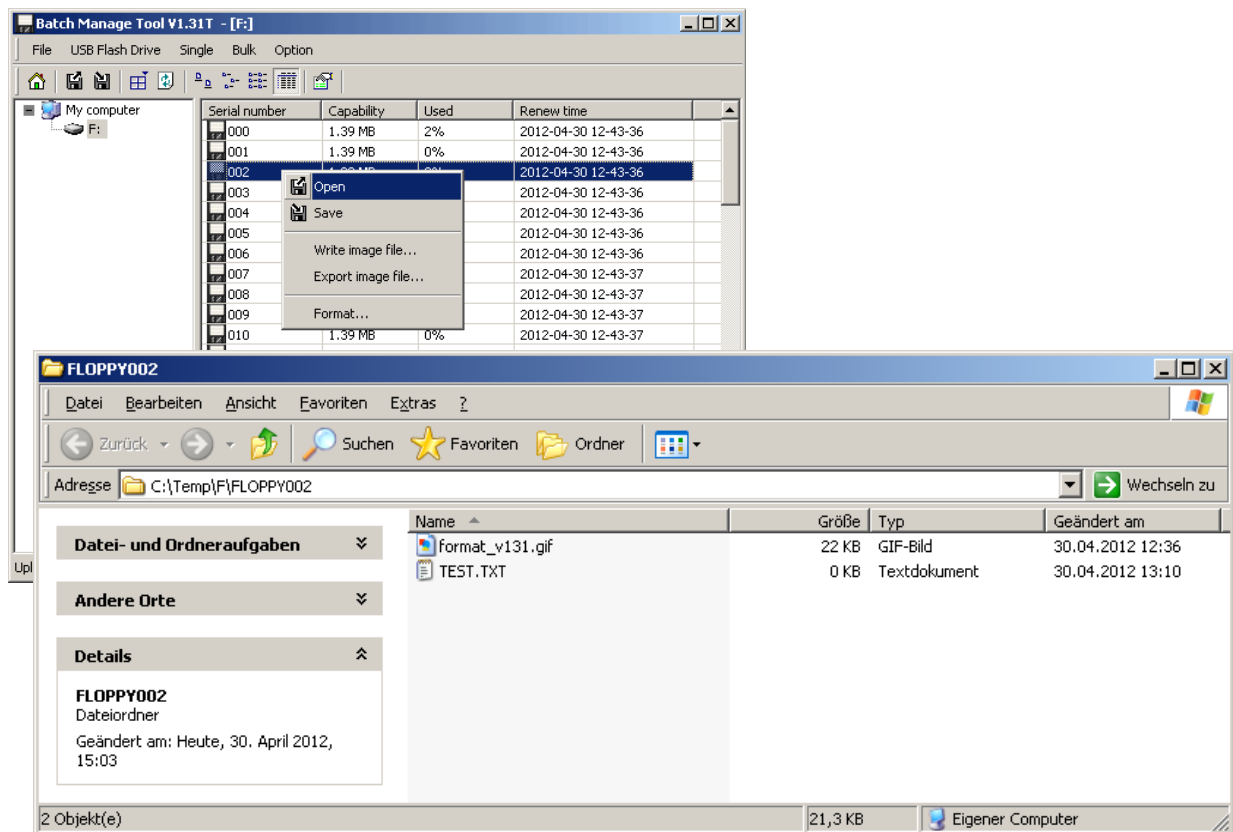 Batch Manage Tool V1.31T - [F:]
File USB Flash Drive Single Bulk Option
My computer
F:
Serial number Capability Used Renew time
000 1.39 MB 2% 2012-04-30 12-43-36
001 1.39 MB 0% 2012-04-30 12-43-36
002 2012-04-30 12-43-36
003 2012-04-30 12-43-36
004 2012-04-30 12-43-36
005 2012-04-30 12-43-36
006 2012-04-30 12-43-36
007 2012-04-30 12-43-37
008 2012-04-30 12-43-37
009 2012-04-30 12-43-37
010 1.39 MB 0% 2012-04-30 12-43-37
Open
Save
Write image file...
Export image file...
Format...
Upl
FLOPPY002
Datei Bearbeiten Ansicht Favoriten Extras ?
Zurück Suchen Favoriten Ordner
Adresse C:\Temp\F\FLOPPY002 Wechseln zu
Datei- und Ordneraufgaben
Andere Orte
Details
FLOPPY002
Dateiordner
Geändert am: Heute, 30. April 2012,
15:03
Name Größe Typ Geändert am
format_v131.gif 22 KB GIF-Bild 30.04.2012 12:36
TEST.TXT 0 KB Textdokument 30.04.2012 13:10
2 Objekt(e) 21,3 KB Eigener Computer